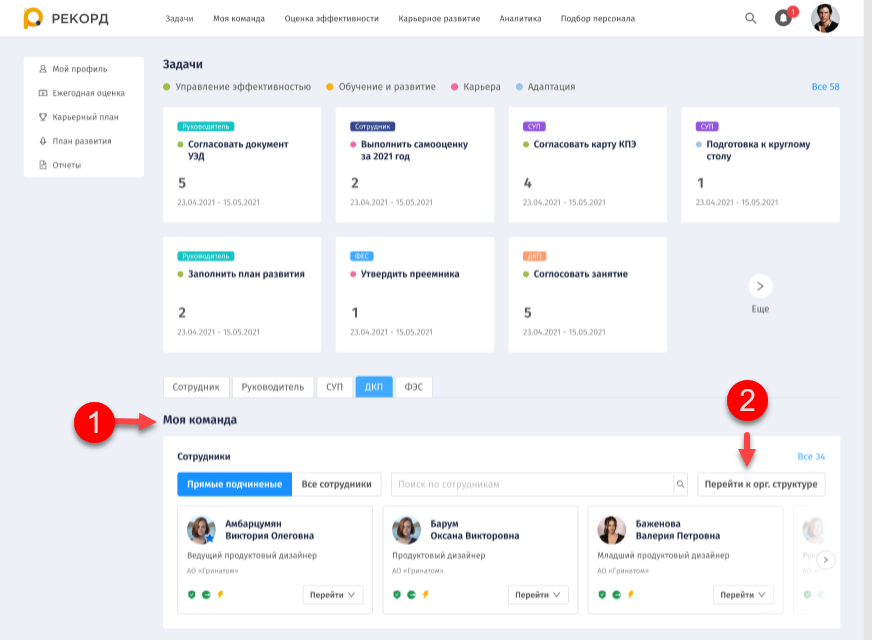 РЕКОРД
Задачи Моя команда Оценка эффективности Карьерное развитие Аналитика Подбор персонала
1
Мой профиль
Ежегодная оценка
Карьерный план
План развития
Отчеты
Задачи
Управление эффективностью Обучение и развитие Карьера Адаптация Все 58
Руководитель
Согласовать документ
УЭД
5
23.04.2021 - 15.05.2021
Сотрудник
Выполнить самооценку
за 2021 год
2
23.04.2021 - 15.05.2021
СУП
Согласовать карту КПЭ
4
23.04.2021 - 15.05.2021
СУП
Подготовка к круглому
столу
1
23.04.2021 - 15.05.2021
Руководитель
Заполнить план развития
2
23.04.2021 - 15.05.2021
ФЕС
Утвердить преемника
1
23.04.2021 - 15.05.2021
ДКП
Согласовать занятие
5
23.04.2021 - 15.05.2021
Еще
Сотрудник Руководитель СУП ДКП ФЭС
1
Моя команда
2
Сотрудники Все 34
Прямые подчиненые Все сотрудники Поиск по сотрудникам Перейти к орг. структуре
Амбарцумян
Виктория Олеговна
Ведущий продуктовый дизайнер
АО «Гринатом»
Перейти
Барум
Оксана Викторовна
Продуктовый дизайнер
АО «Гринатом»
Перейти
Баженова
Валерия Петровна
Младший продуктовый дизайнер
АО «Гринатом»
Перейти